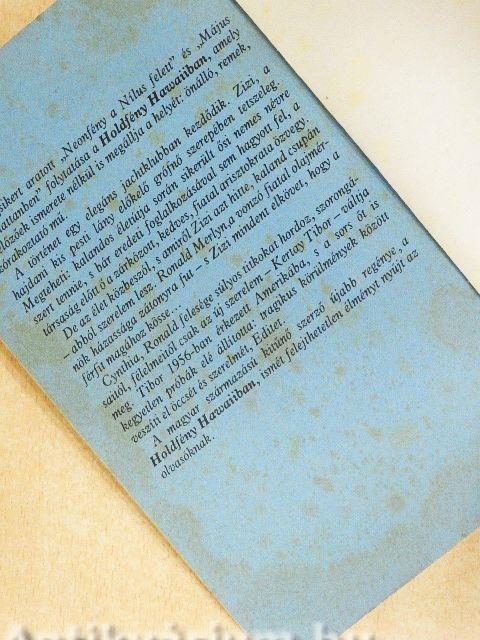 sikert aratott „Neonfény a Nílus felett" és „Május
folytatása a Holdfény Hawaiiban, amely
előzőek ismerete nélkül is megállja a helyét: önálló, remek,
szórakoztató mű.
A történet egy elegáns jachtklubban kezdődik. Zizi, a
hajdani kis pesti lány előkelő grófnő szerepében tetszeleg.
Megteheti: kalandos életútja során sikerült ősi nemes névre
szert tennie, s bár eredeti foglalkozásával sem hagyott fel, a
társaság előtt ő a zárkózott, kedves, fiatal arisztokrata özvegy.
De az élet közbeszól, s amiről Zizi azt hitte, kaland csupán
– abból szerelem lesz. Ronald Merlyn, a vonzó fiatal olajmér-
nök házassága zátonyra fut – s Zizi mindent elkövet, hogy a
férfit magához kösse...
Cynthia, Ronald felesége súlyos titkokat hordoz, szorongá-
saitól, félelmeitől csak az új szerelem – Kertay Tibor – váltja
meg. Tibor 1956-ban érkezett Amerikába, s a sors őt is
kegyetlen próbák elé állította: tragikus körülmények között
veszíti el öccsét és szerelmét, Editet.
A magyar származású kitűnő szerző újabb regénye, a
Holdfény Hawaiiban, ismét felejthetetlen élményt nyújt az
olvasóknak.